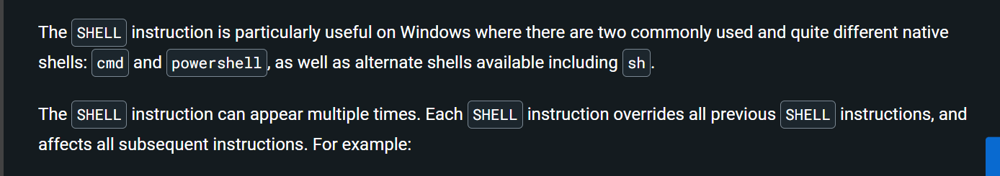 The SHELL instruction is particularly useful on Windows where there are two commonly used and quite different native
shells: cmd and powershell, as well as alternate shells available including sh.
The SHELL instruction can appear multiple times. Each SHELL instruction overrides all previous SHELL instructions, and
affects all subsequent instructions. For example: